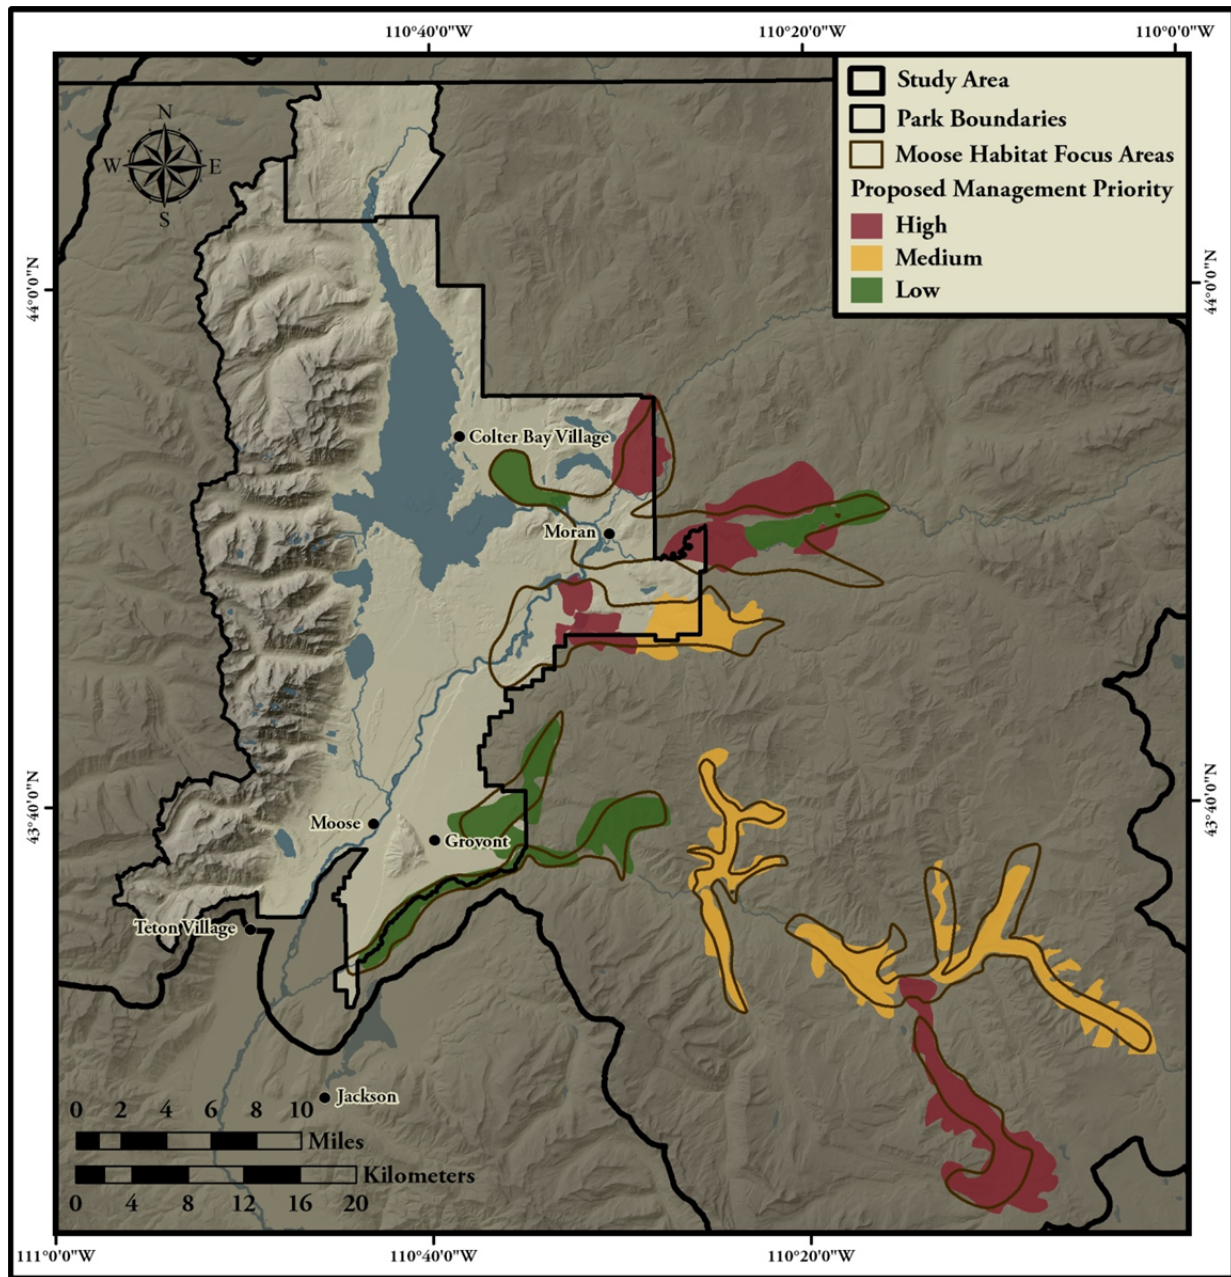 110°40'0"W
110°20'0"W
110°0'0"W
Study Area
Park Boundaries
Moose Habitat Focus Areas
Proposed Management Priority
High
Medium
Low
N
W
E
S
44°0'0"N
44°0'0"N
Colter Bay Village
Moran
43°40'0"N
43°40'0"N
Moose
Grovont
Teton Village
Jackson
0 2 4 6 8 10
Miles
Kilometers
0 4 8 12 16 20
111°0'0"W
110°40'0"W
110°20'0"W